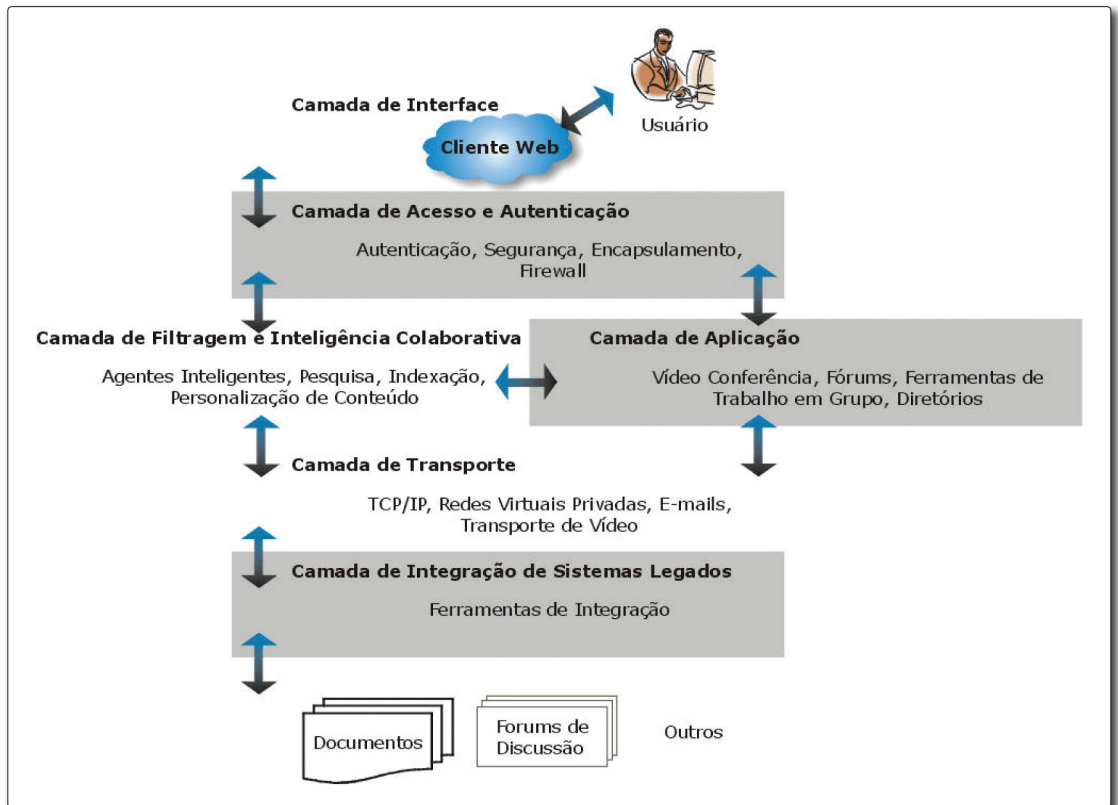 Camada de Interface
Usuário
Cliente Web
Camada de Acesso e Autenticação
Autenticação, Segurança, Encapsulamento,
Firewall
Camada de Filtragem e Inteligência Colaborativa
Agentes Inteligentes, Pesquisa, Indexação,
Personalização de Conteúdo
Camada de Aplicação
Vídeo Conferência, Fórums, Ferramentas de
Trabalho em Grupo, Diretórios
Camada de Transporte
TCP/IP, Redes Virtuais Privadas, E-mails,
Transporte de Vídeo
Camada de Integração de Sistemas Legados
Ferramentas de Integração
Documentos
Forums de
Discussão
Outros